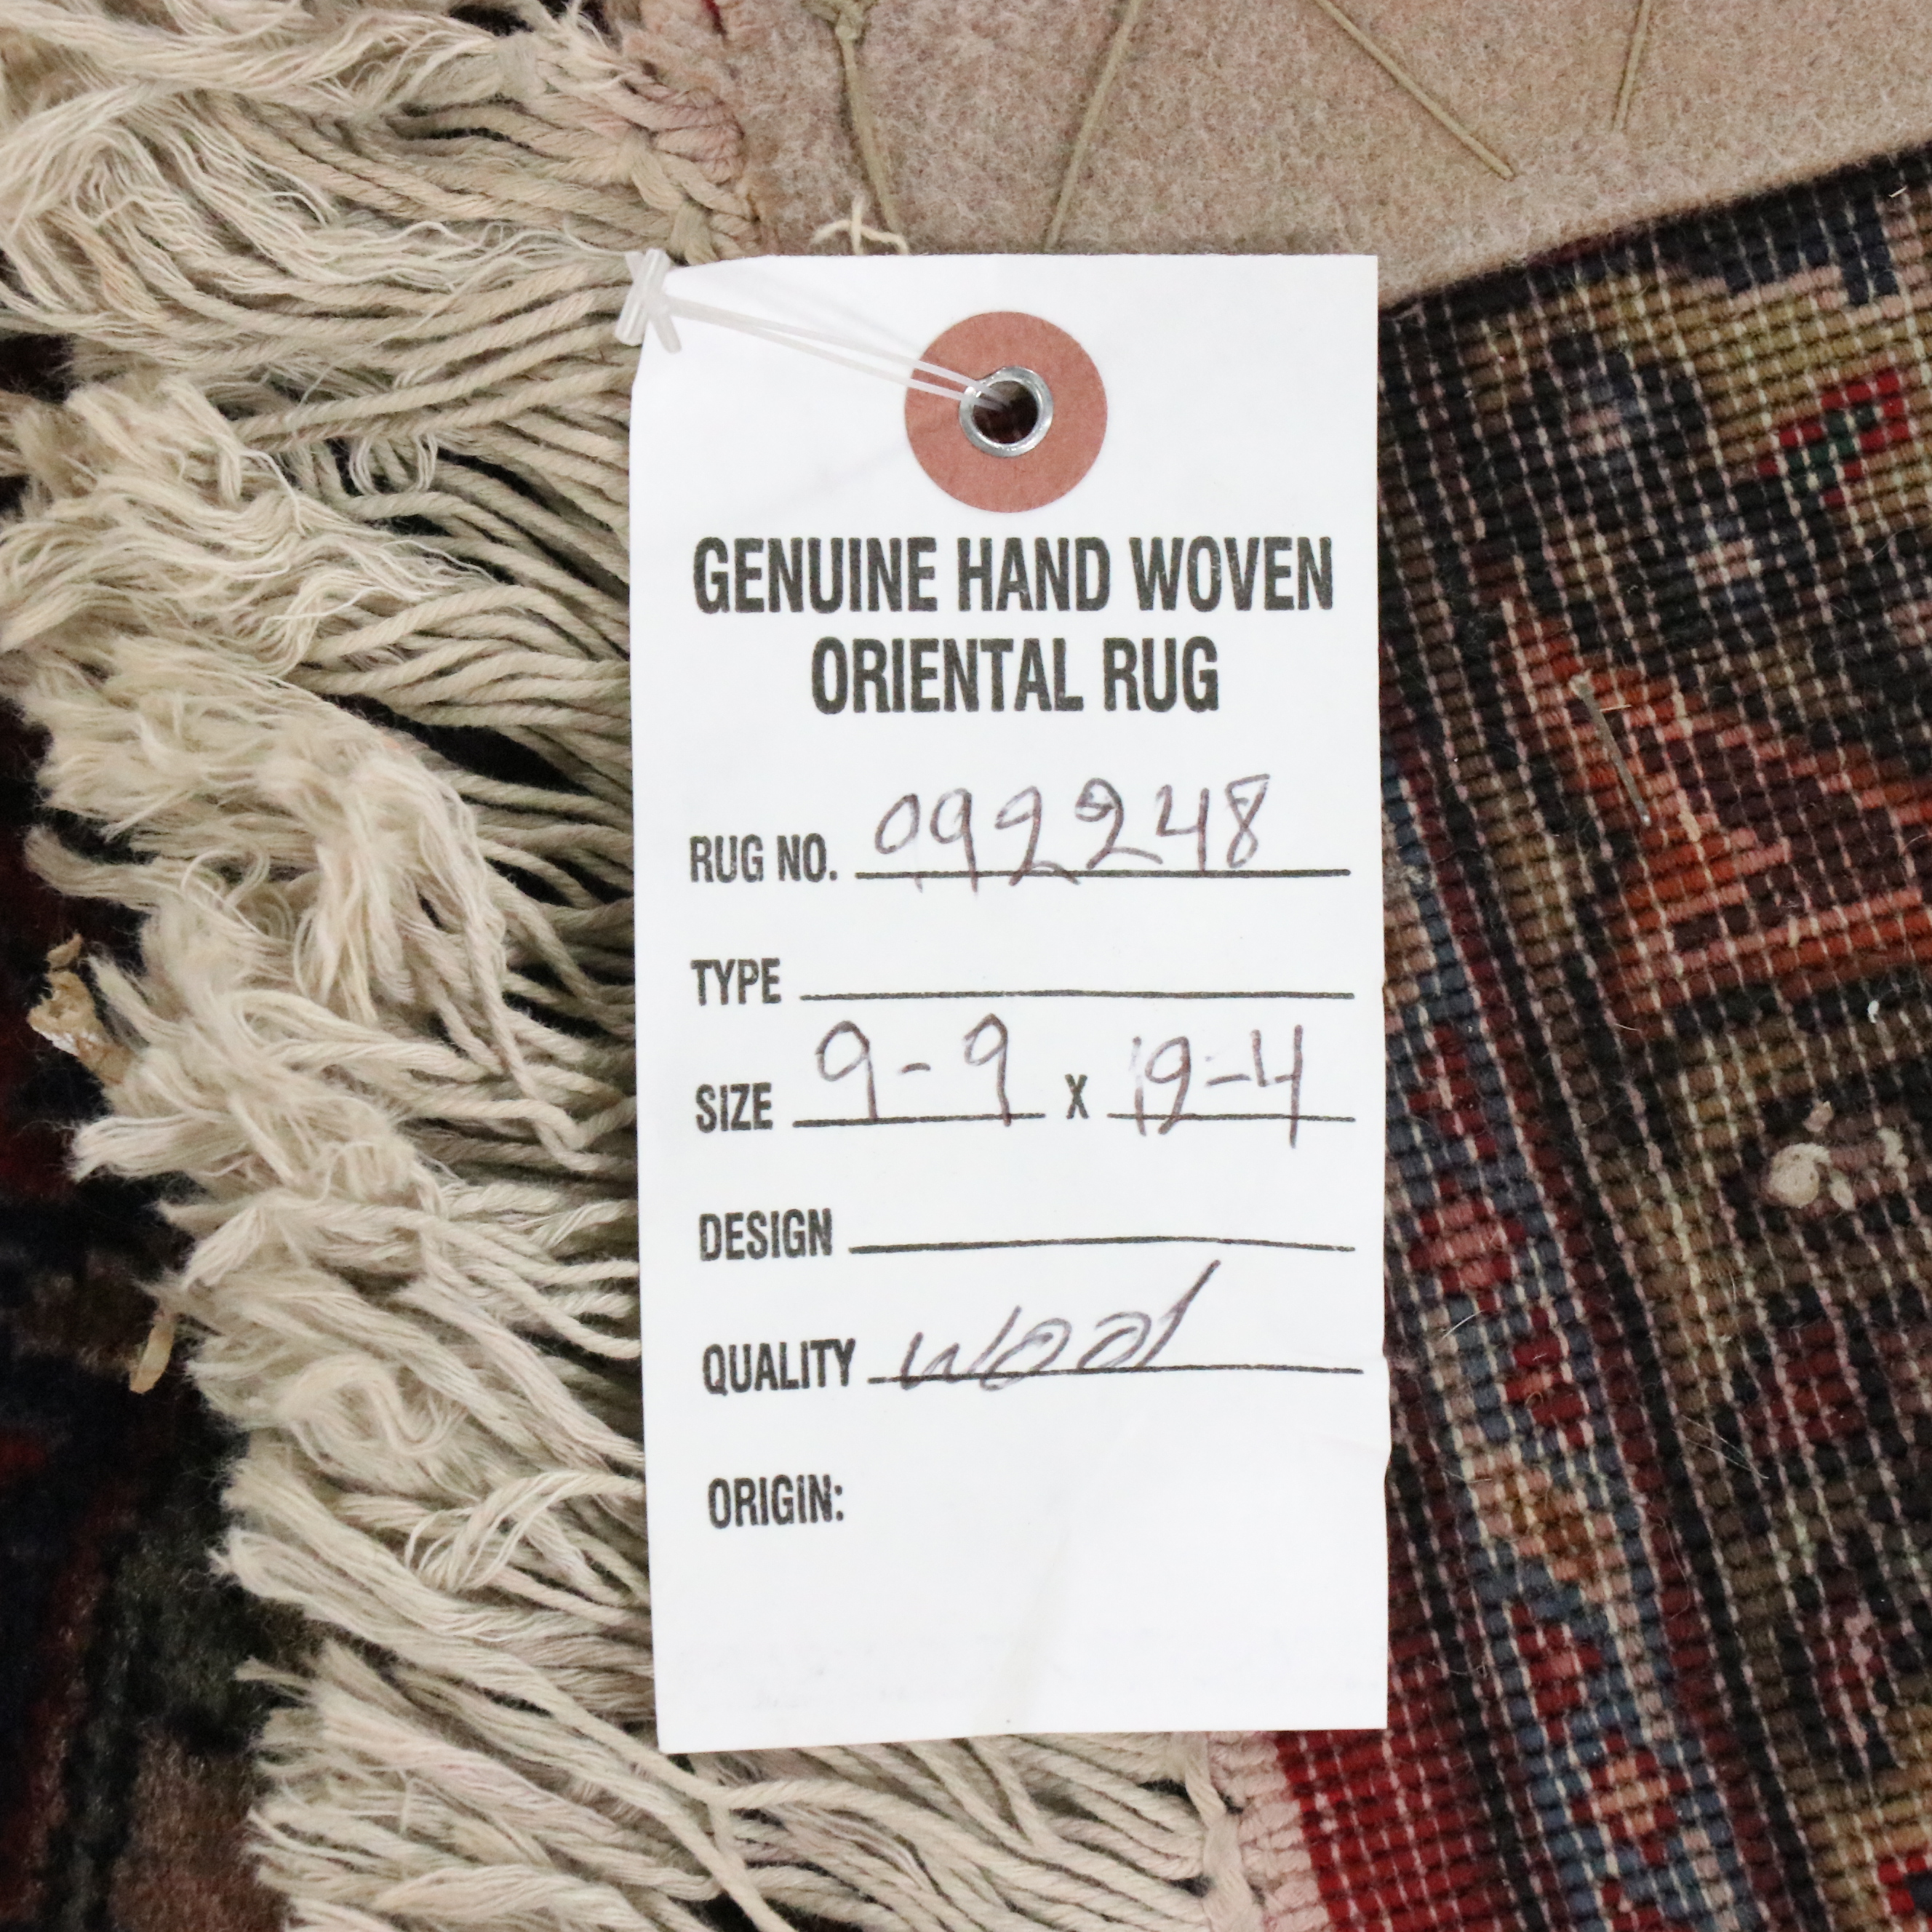 GENUINE HAND WOVEN
ORIENTAL RUG
RUG NO. 092248
TYPE
SIZE 9-9 X 12-4
DESIGN
QUALITY wool
ORIGIN: